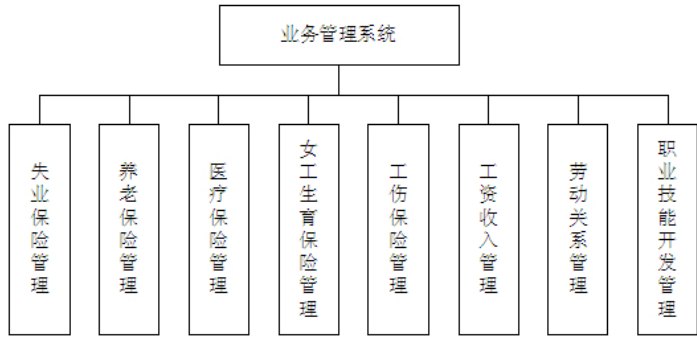 业务管理系统
失业保险管理
养老保险管理
医疗保险管理
女工生育保险管理
工伤保险管理
工资收入管理
劳动关系管理
职业技能开发管理